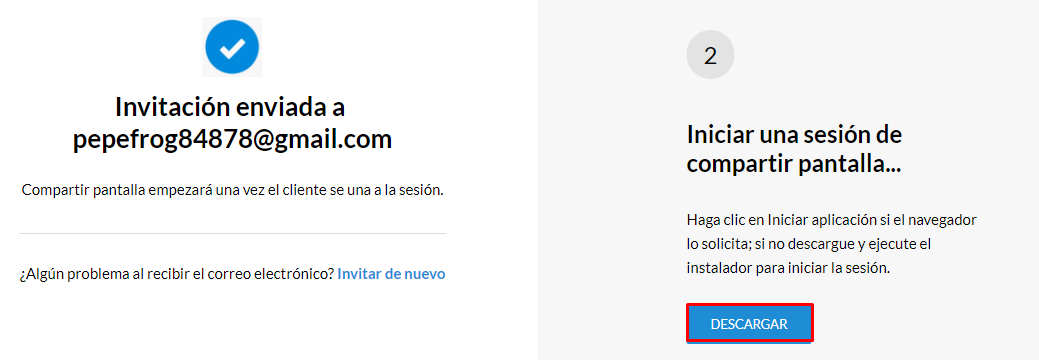 Invitación enviada a
pepefrog84878@gmail.com
Compartir pantalla empezará una vez el cliente se una a la sesión.
¿Algún problema al recibir el correo electrónico? Invitar de nuevo
2
Iniciar una sesión de
compartir pantalla...
Haga clic en Iniciar aplicación si el navegador
lo solicita; si no descargue y ejecute el
instalador para iniciar la sesión.
DESCARGAR